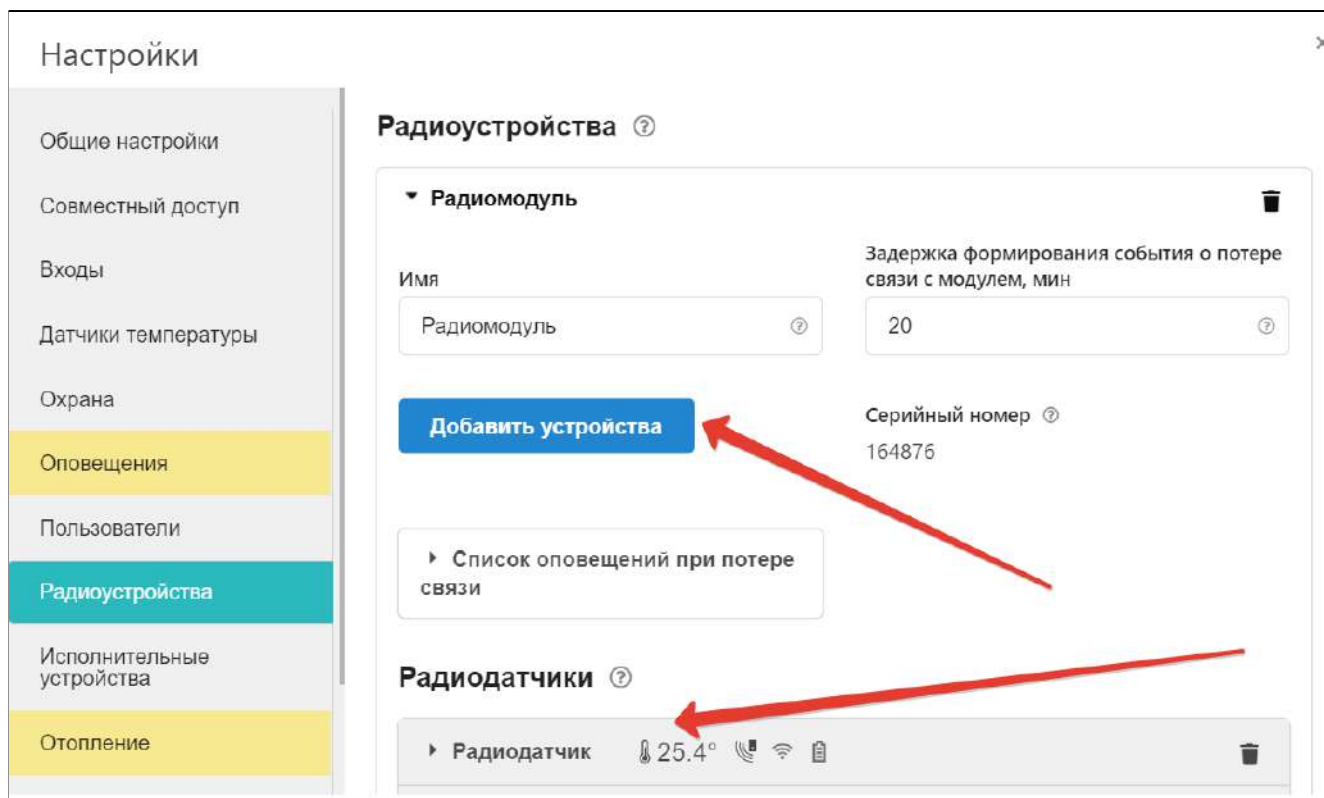 Настройки
Общие настройки
Совместный доступ
Входы
Датчики температуры
Охрана
Оповещения
Пользователи
Радиоустройства
Исполнительные
устройства
Отопление
Радиоустройства
Радиомодуль
Имя
Радиомодуль
Задержка формирования события о потере
связи с модулем, мин
20
Добавить устройства
Серийный номер
164876
Список оповещений при потере
связи
Радиодатчики
Радиодатчик 25.4°